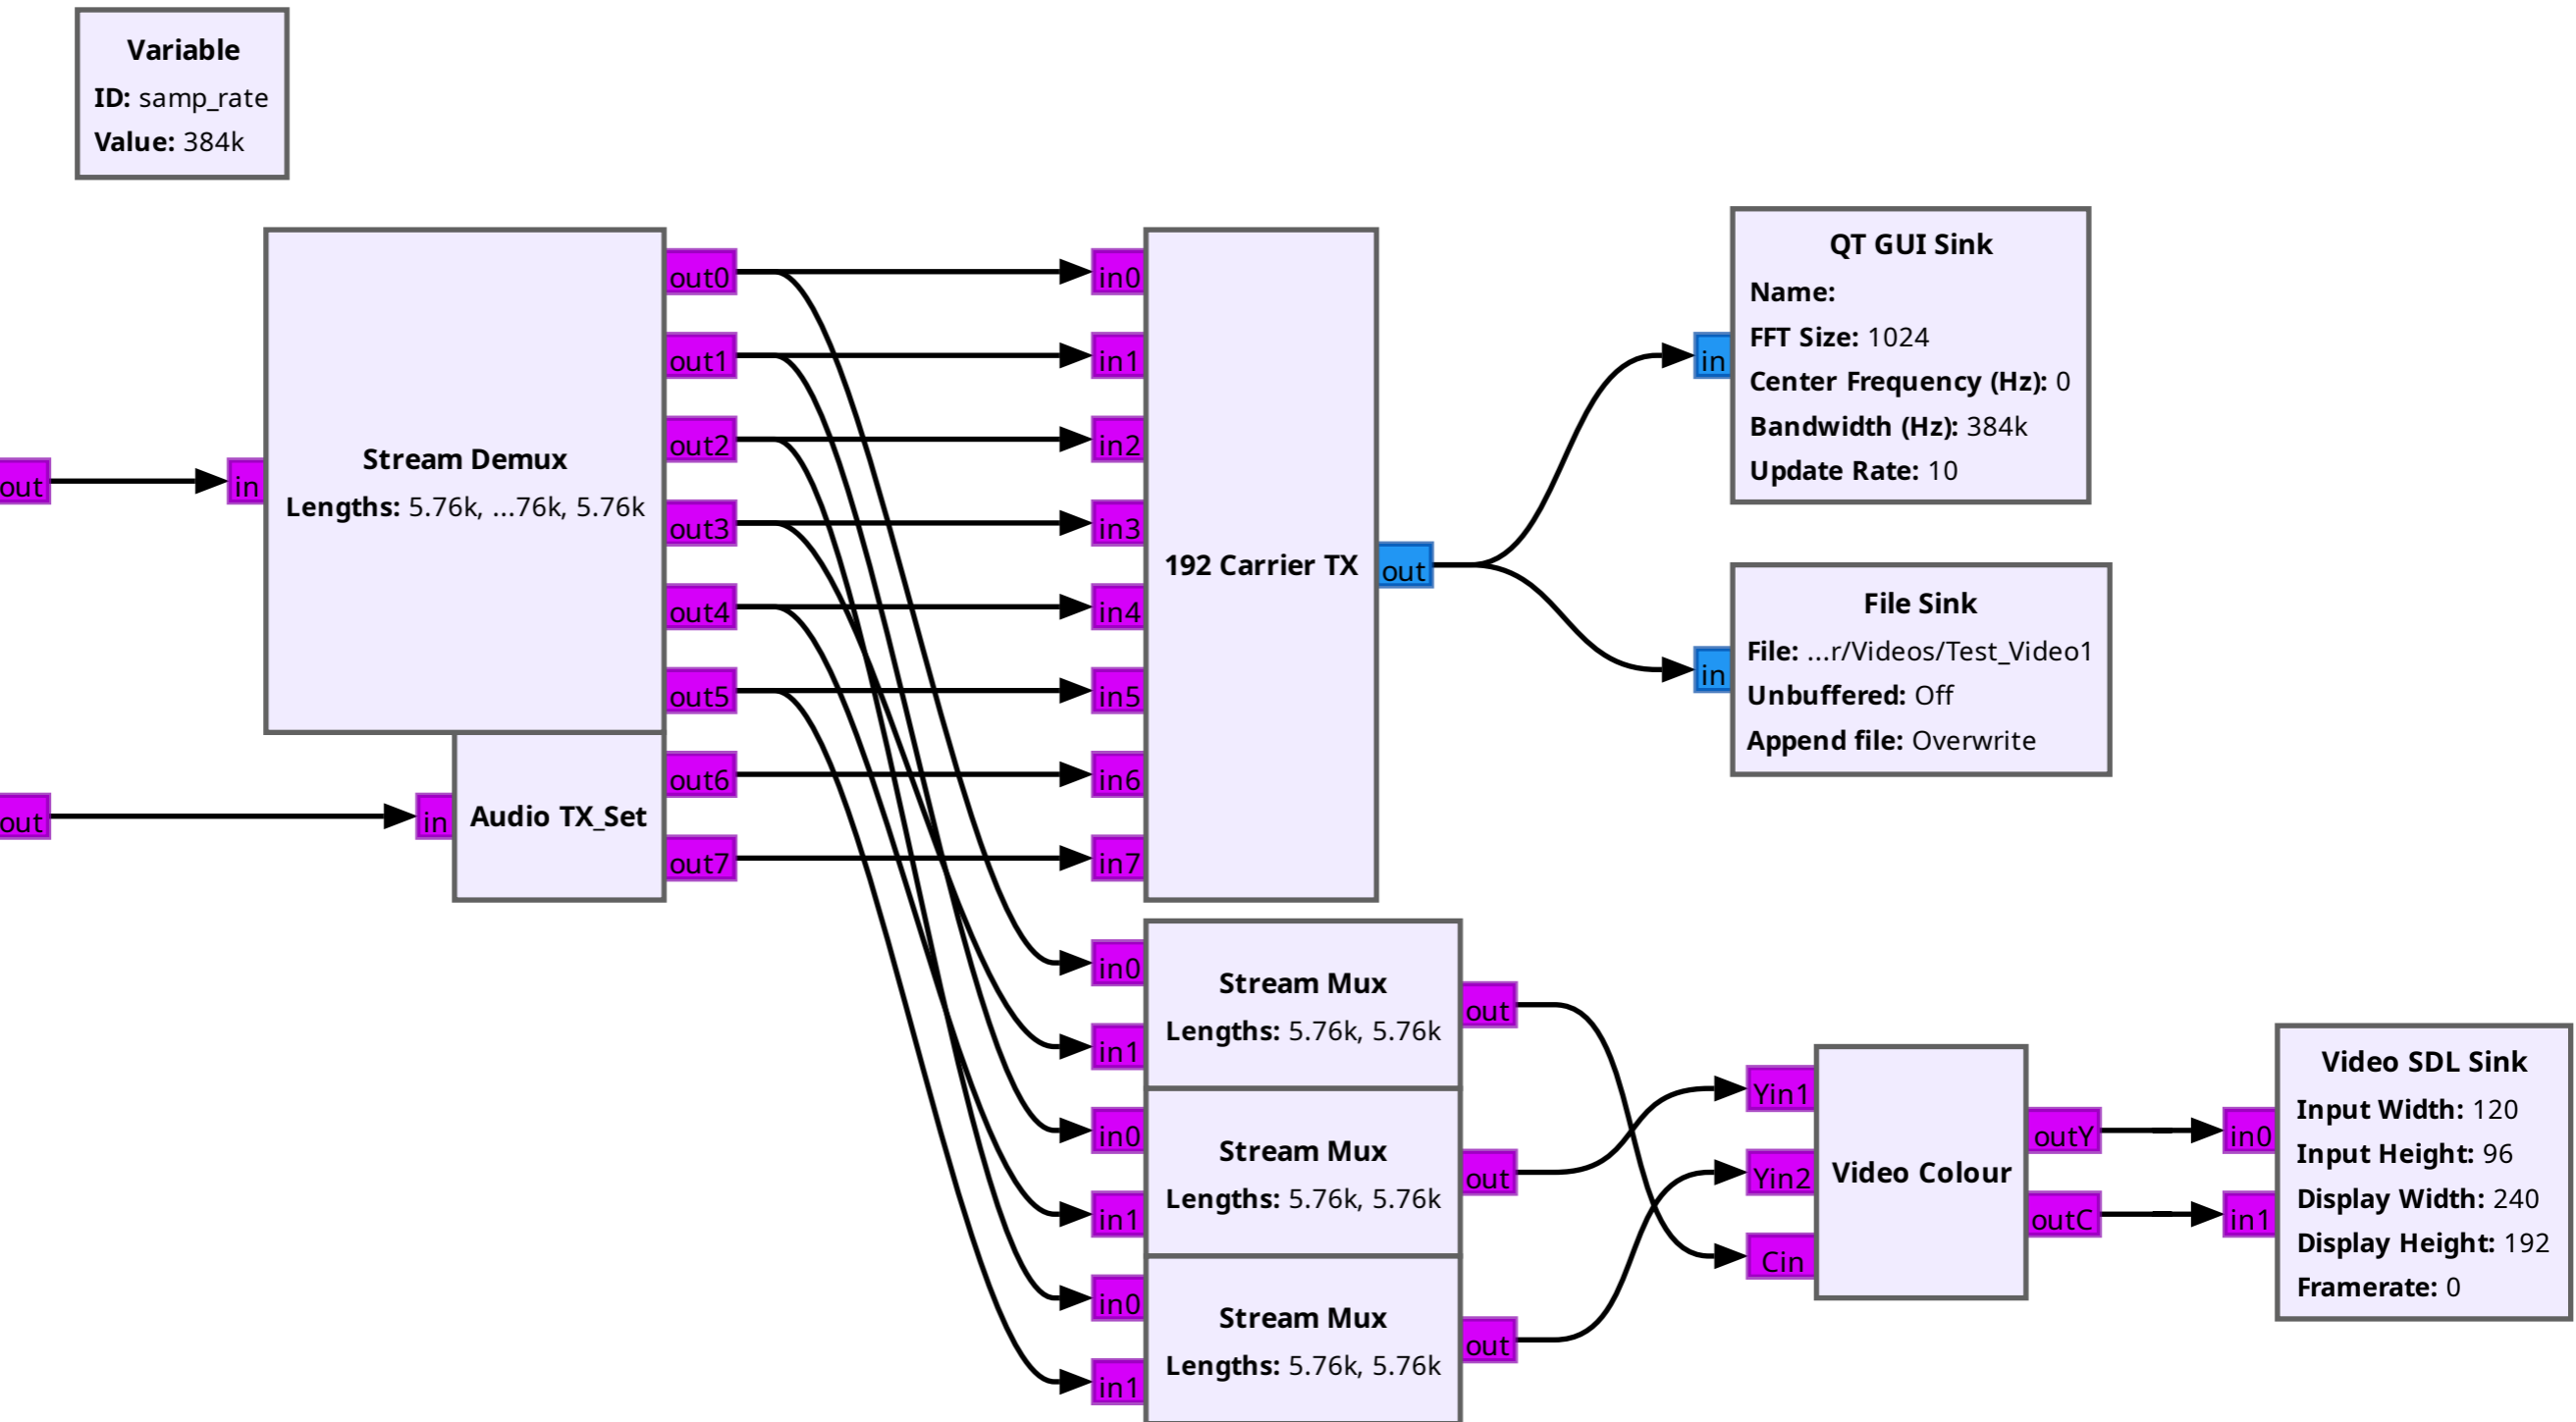 Variable
ID: samp_rate
Value: 384k
out
in
Stream Demux
Lengths: 5.76k, ...76k, 5.76k
out0
out1
out2
out3
out4
out5
out
in
Audio TX_Set
out6
out7
in0
in1
in2
in3
in4
in5
in6
in7
192 Carrier TX
out
in
QT GUI Sink
Name:
FFT Size: 1024
Center Frequency (Hz): 0
Bandwidth (Hz): 384k
Update Rate: 10
in
File Sink
File: ...r/Videos/Test_Video1
Unbuffered: Off
Append file: Overwrite
in0
in1
Stream Mux
Lengths: 5.76k, 5.76k
out
in0
in1
Stream Mux
Lengths: 5.76k, 5.76k
out
in0
in1
Stream Mux
Lengths: 5.76k, 5.76k
out
Yin1
Yin2
Cin
Video Colour
outY
outC
in0
in1
Video SDL Sink
Input Width: 120
Input Height: 96
Display Width: 240
Display Height: 192
Framerate: 0